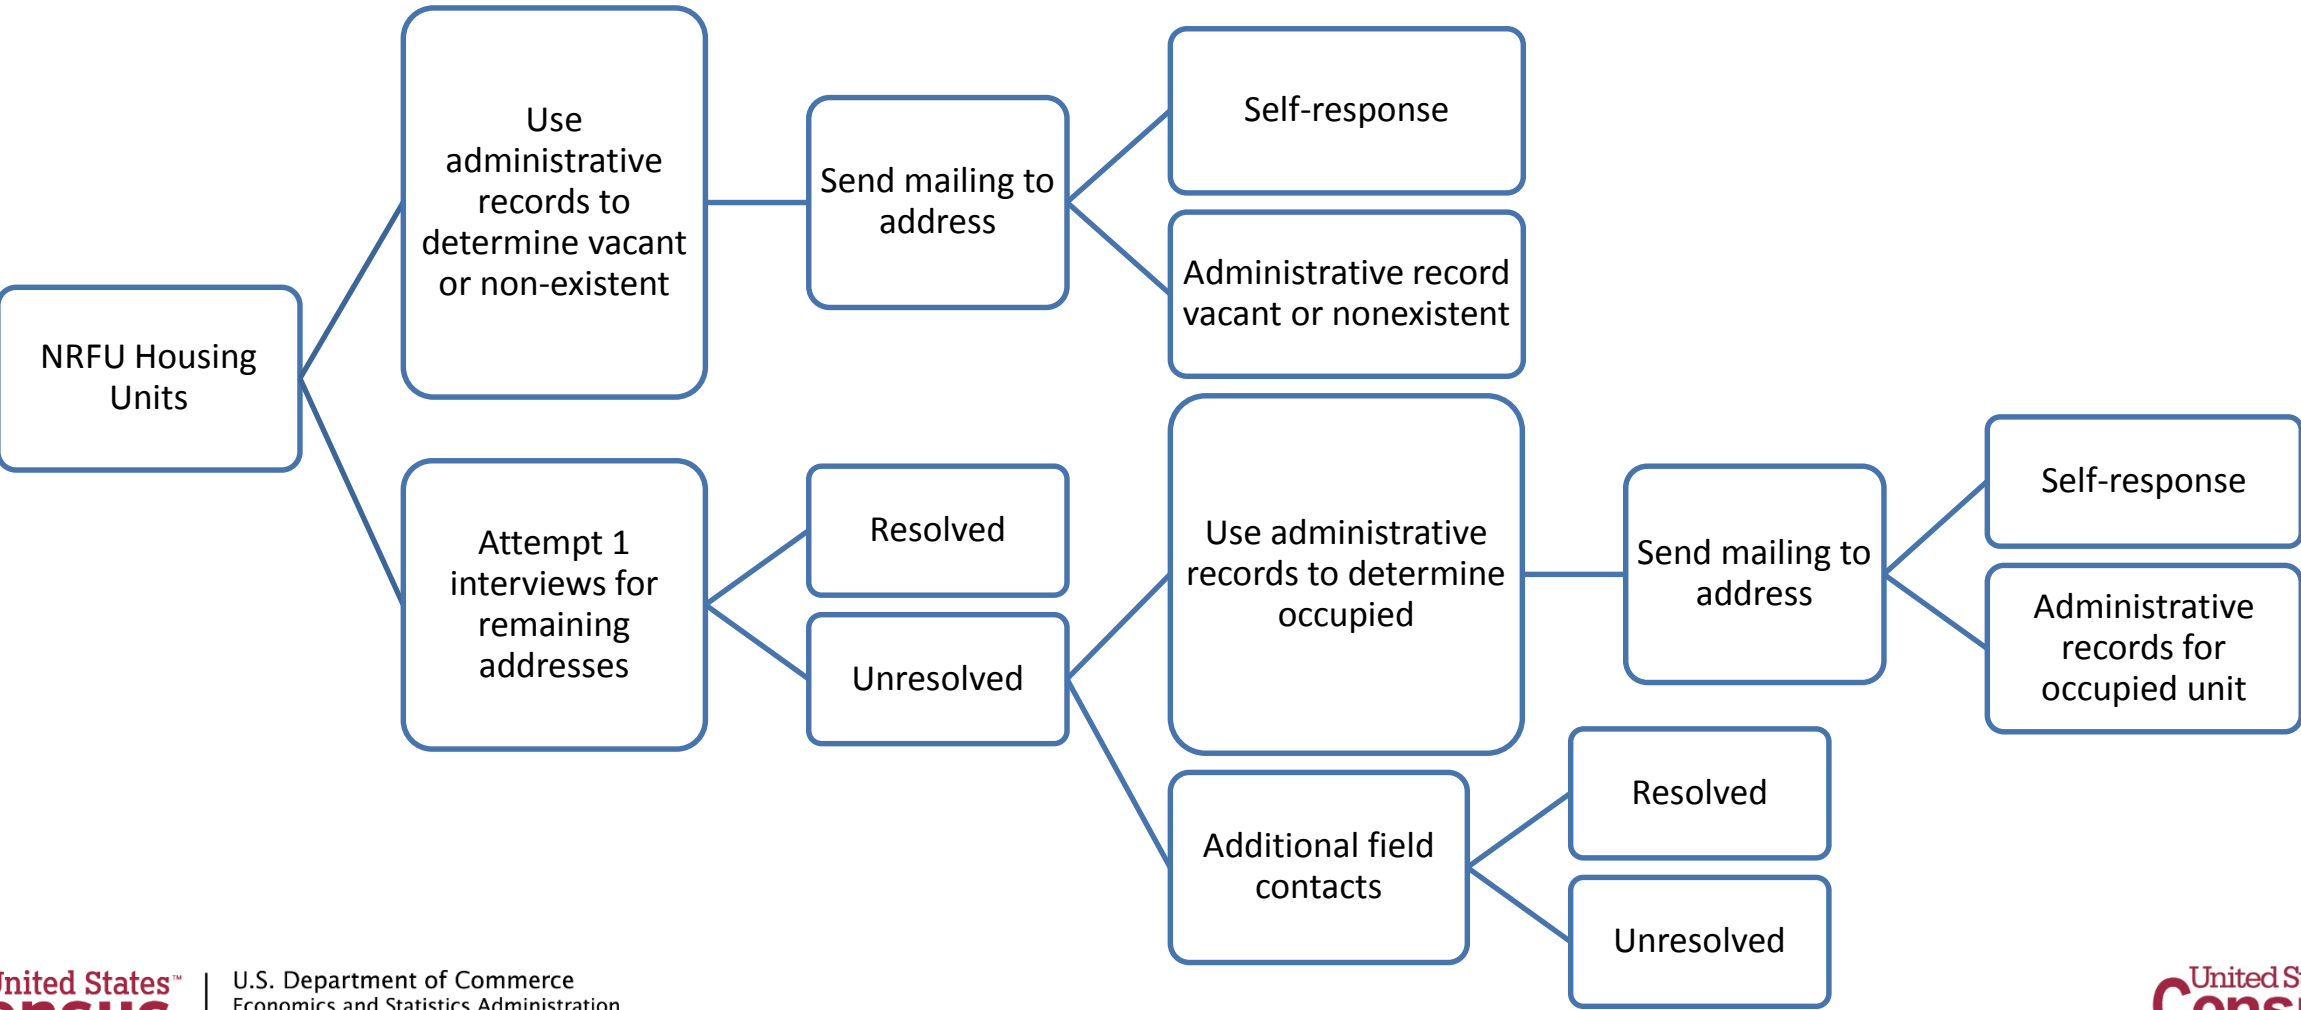 NRFU Housing
Units
Use
administrative
records to
determine vacant
or non-existent
Send mailing to
address
Self-response
Administrative record
vacant or nonexistent
Attempt 1
interviews for
remaining
addresses
Resolved
Unresolved
Use administrative
records to determine
occupied
Send mailing to
address
Self-response
Administrative
records for
occupied unit
Additional field
contacts
Resolved
Unresolved
United States™
U.S. Department of Commerce
Economics and Statistics Administration
United